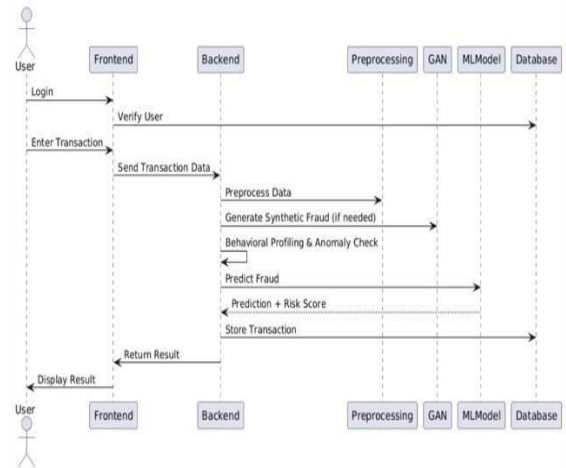 User
Frontend
Backend
Preprocessing
GAN
MLModel
Database
Login
Verify User
Enter Transaction
Send Transaction Data
Preprocess Data
Generate Synthetic Fraud (if needed)
Behavioral Profiling & Anomaly Check
Predict Fraud
Prediction + Risk Score
Store Transaction
Return Result
Display Result
User
Frontend
Backend
Preprocessing
GAN
MLModel
Database